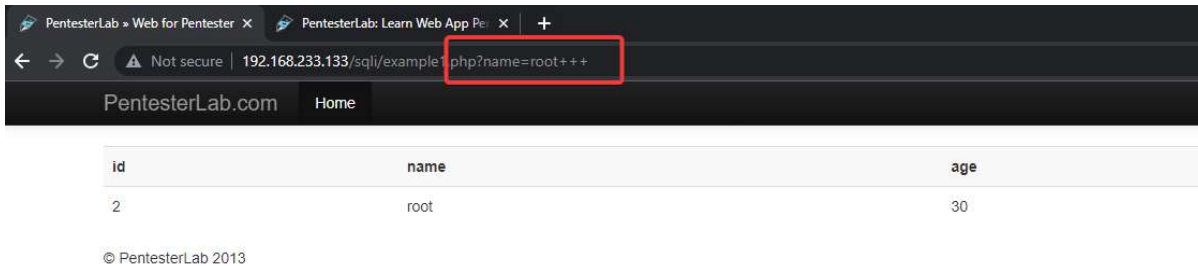 PentesterLab » Web for Pentester PentesterLab: Learn Web App Pe
Not secure 192.168.233.133/sqli/example1.php?name=root+++
PentesterLab.com Home
id name age
2 root 30
© PentesterLab 2013